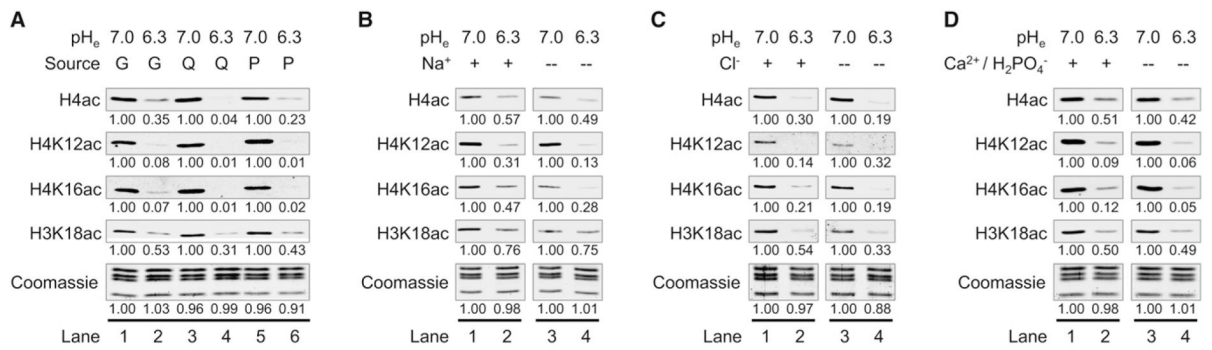 A
pHe 7.0 6.3 7.0 6.3 7.0 6.3
Source G G Q Q P P
H4ac
1.00 0.35 1.00 0.04 1.00 0.23
H4K12ac
1.00 0.08 1.00 0.01 1.00 0.01
H4K16ac
1.00 0.07 1.00 0.01 1.00 0.02
H3K18ac
1.00 0.53 1.00 0.31 1.00 0.43
Coomassie
1.00 1.03 0.96 0.99 0.96 0.91
Lane 1 2 3 4 5 6
B
pHe 7.0 6.3 7.0 6.3
Na⁺ + + -- --
H4ac
1.00 0.57 1.00 0.49
H4K12ac
1.00 0.31 1.00 0.13
H4K16ac
1.00 0.47 1.00 0.28
H3K18ac
1.00 0.76 1.00 0.75
Coomassie
1.00 0.98 1.00 1.01
Lane 1 2 3 4
C
pHe 7.0 6.3 7.0 6.3
Cl⁻ + + -- --
H4ac
1.00 0.30 1.00 0.19
H4K12ac
1.00 0.14 1.00 0.32
H4K16ac
1.00 0.21 1.00 0.19
H3K18ac
1.00 0.54 1.00 0.33
Coomassie
1.00 0.97 1.00 0.88
Lane 1 2 3 4
D
pHe 7.0 6.3 7.0 6.3
Ca²⁺ / H₂PO₄⁻ + + -- --
H4ac
1.00 0.51 1.00 0.42
H4K12ac
1.00 0.09 1.00 0.06
H4K16ac
1.00 0.12 1.00 0.05
H3K18ac
1.00 0.50 1.00 0.49
Coomassie
1.00 0.98 1.00 1.01
Lane 1 2 3 4